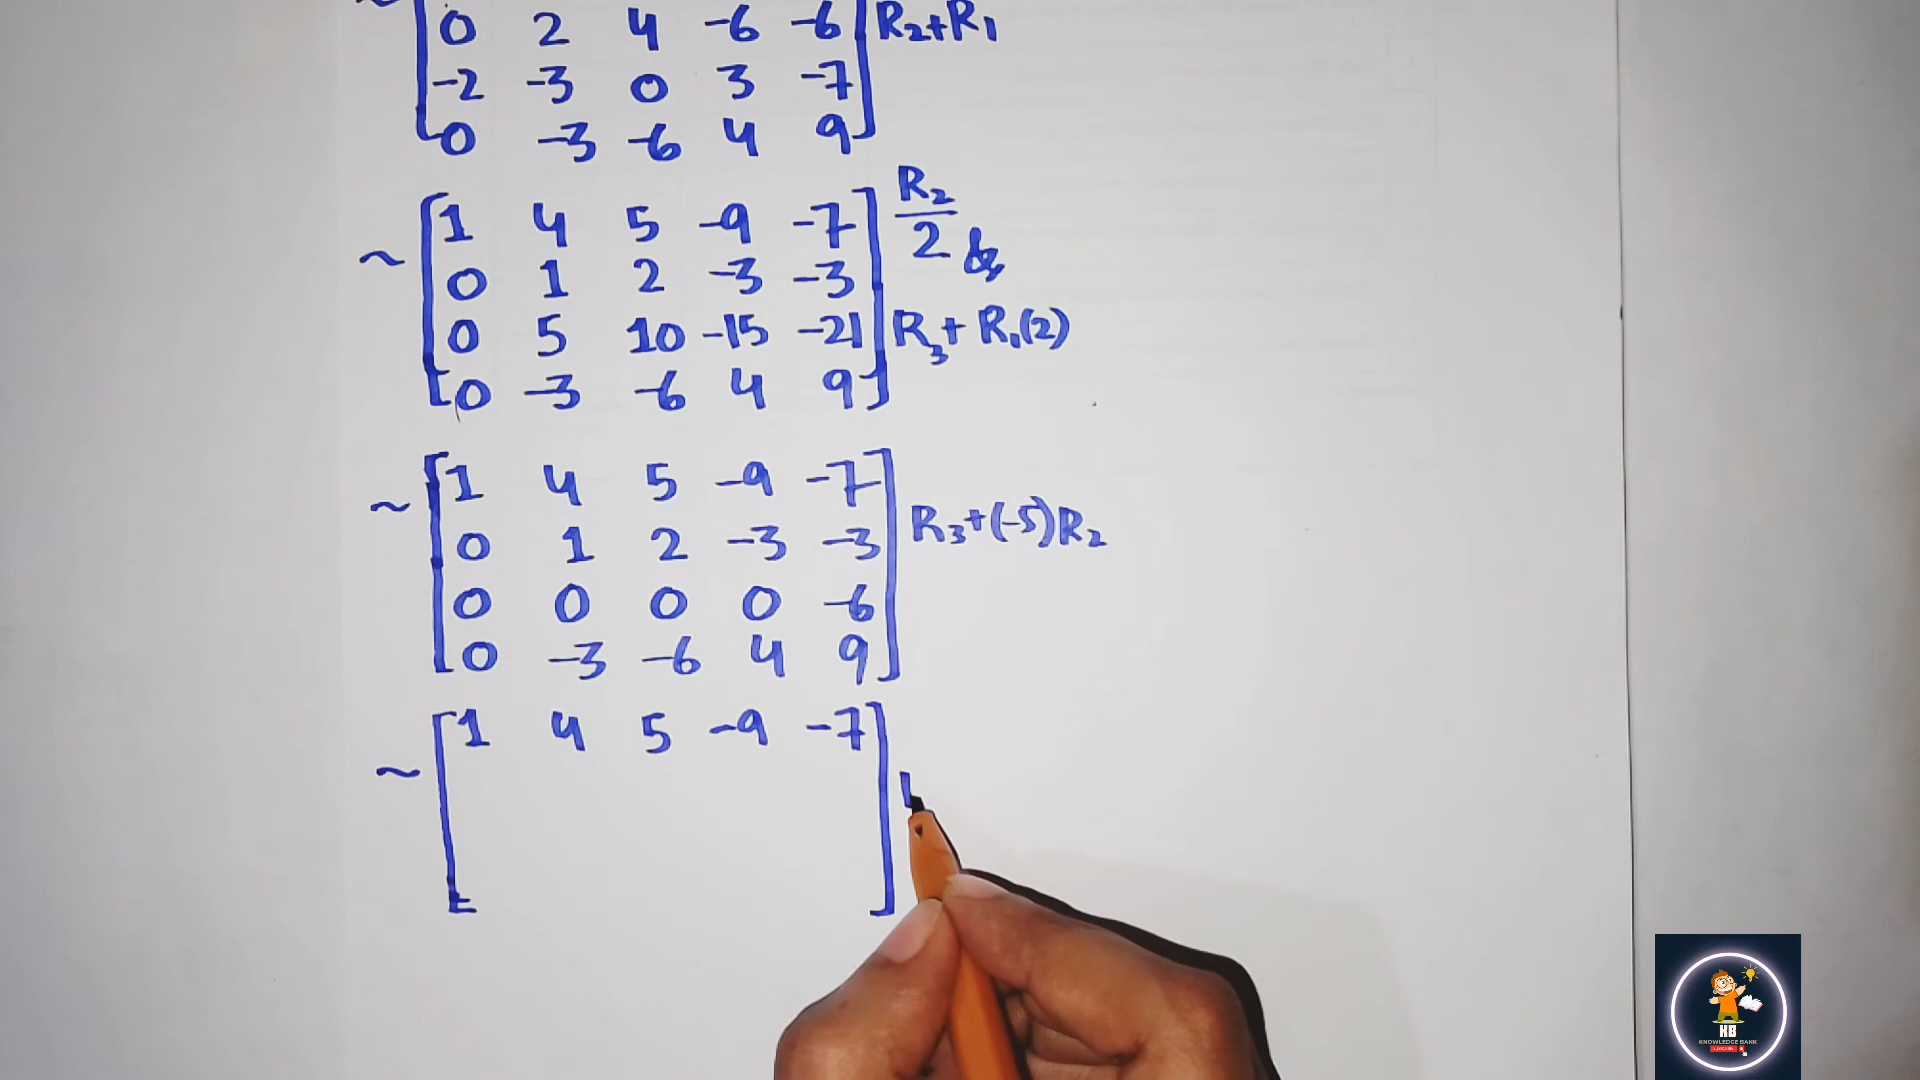 ~ [ 0 2 4 -6 -6 ] R2+R1
-2 -3 0 3 -7
0 -3 -6 4 9
~ [ 1 4 5 -9 -7 ] R2/2 &
0 1 2 -3 -3
0 5 10 -15 -21 R3+ R1(2)
0 -3 -6 4 9
~ [ 1 4 5 -9 -7 ]
0 1 2 -3 -3 R3+(-5)R2
0 0 0 0 -6
0 -3 -6 4 9
~ [ 1 4 5 -9 -7 ]
KB
KNOWLEDGE BANK